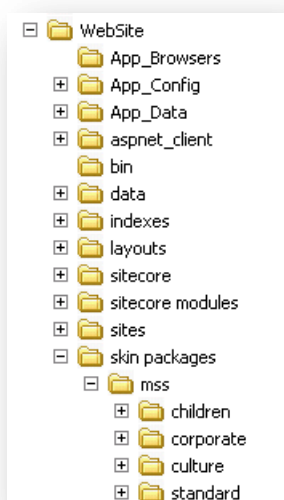 WebSite
App_Browsers
App_Config
App_Data
aspnet_client
bin
data
indexes
layouts
sitecore
sitecore modules
sites
skin packages
mss
children
corporate
culture
standard